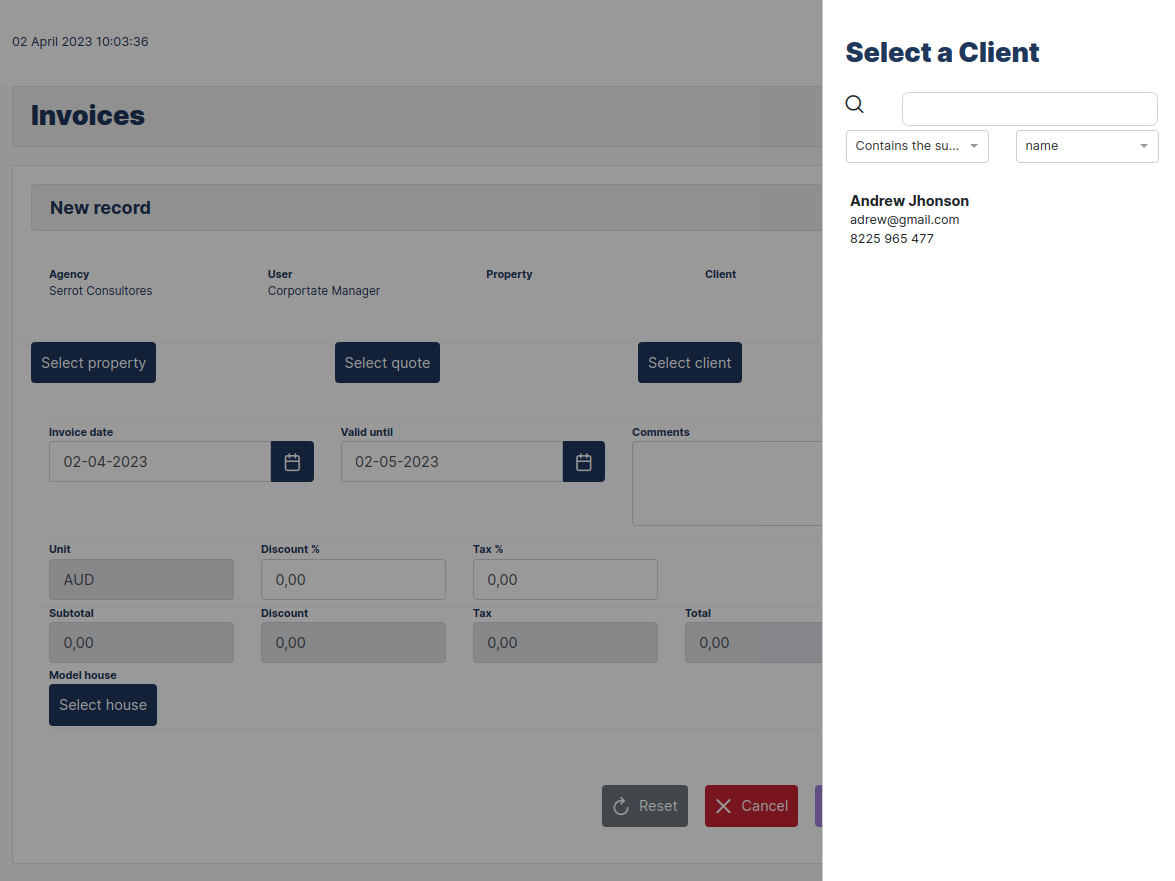 02 April 2023 10:03:36
Invoices
New record
Agency User Property Client
Serrot Consultores Corportate Manager
Select property Select quote Select client
Invoice date Valid until Comments
02-04-2023 02-05-2023
Unit Discount % Tax %
AUD 0,00 0,00
Subtotal Discount Tax Total
0,00 0,00 0,00 0,00
Model house
Select house
Reset Cancel
Select a Client
Contains the su... name
Andrew Jhonson
adrew@gmail.com
8225 965 477